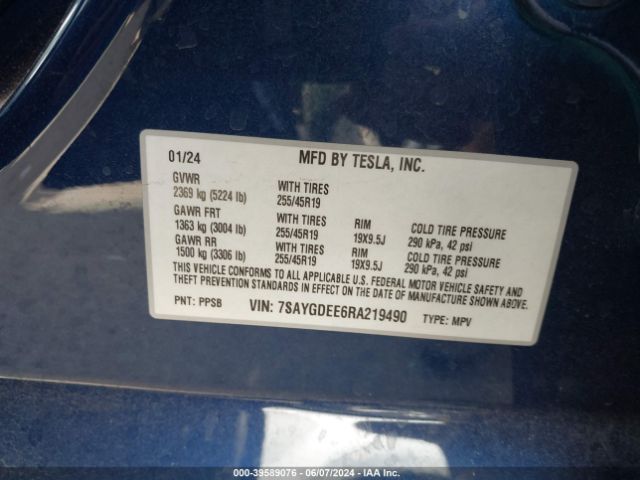 01/24 MFD BY TESLA, INC.
GVWR
2369 kg (5224 lb) WITH TIRES 255/45R19
GAWR FRT
1363 kg (3004 lb) WITH TIRES 255/45R19 RIM 19X9.5J COLD TIRE PRESSURE 290 kPa, 42 psi
GAWR RR
1500 kg (3306 lb) WITH TIRES 255/45R19 RIM 19X9.5J COLD TIRE PRESSURE 290 kPa, 42 psi
THIS VEHICLE CONFORMS TO ALL APPLICABLE U.S. FEDERAL MOTOR VEHICLE SAFETY AND
THEFT PREVENTION STANDARDS IN EFFECT ON THE DATE OF MANUFACTURE SHOWN ABOVE.
PNT: PPSB VIN: 7SAYGDEE6RA219490 TYPE: MPV
000-39589076 | 06/07/2024 | IAA Inc.